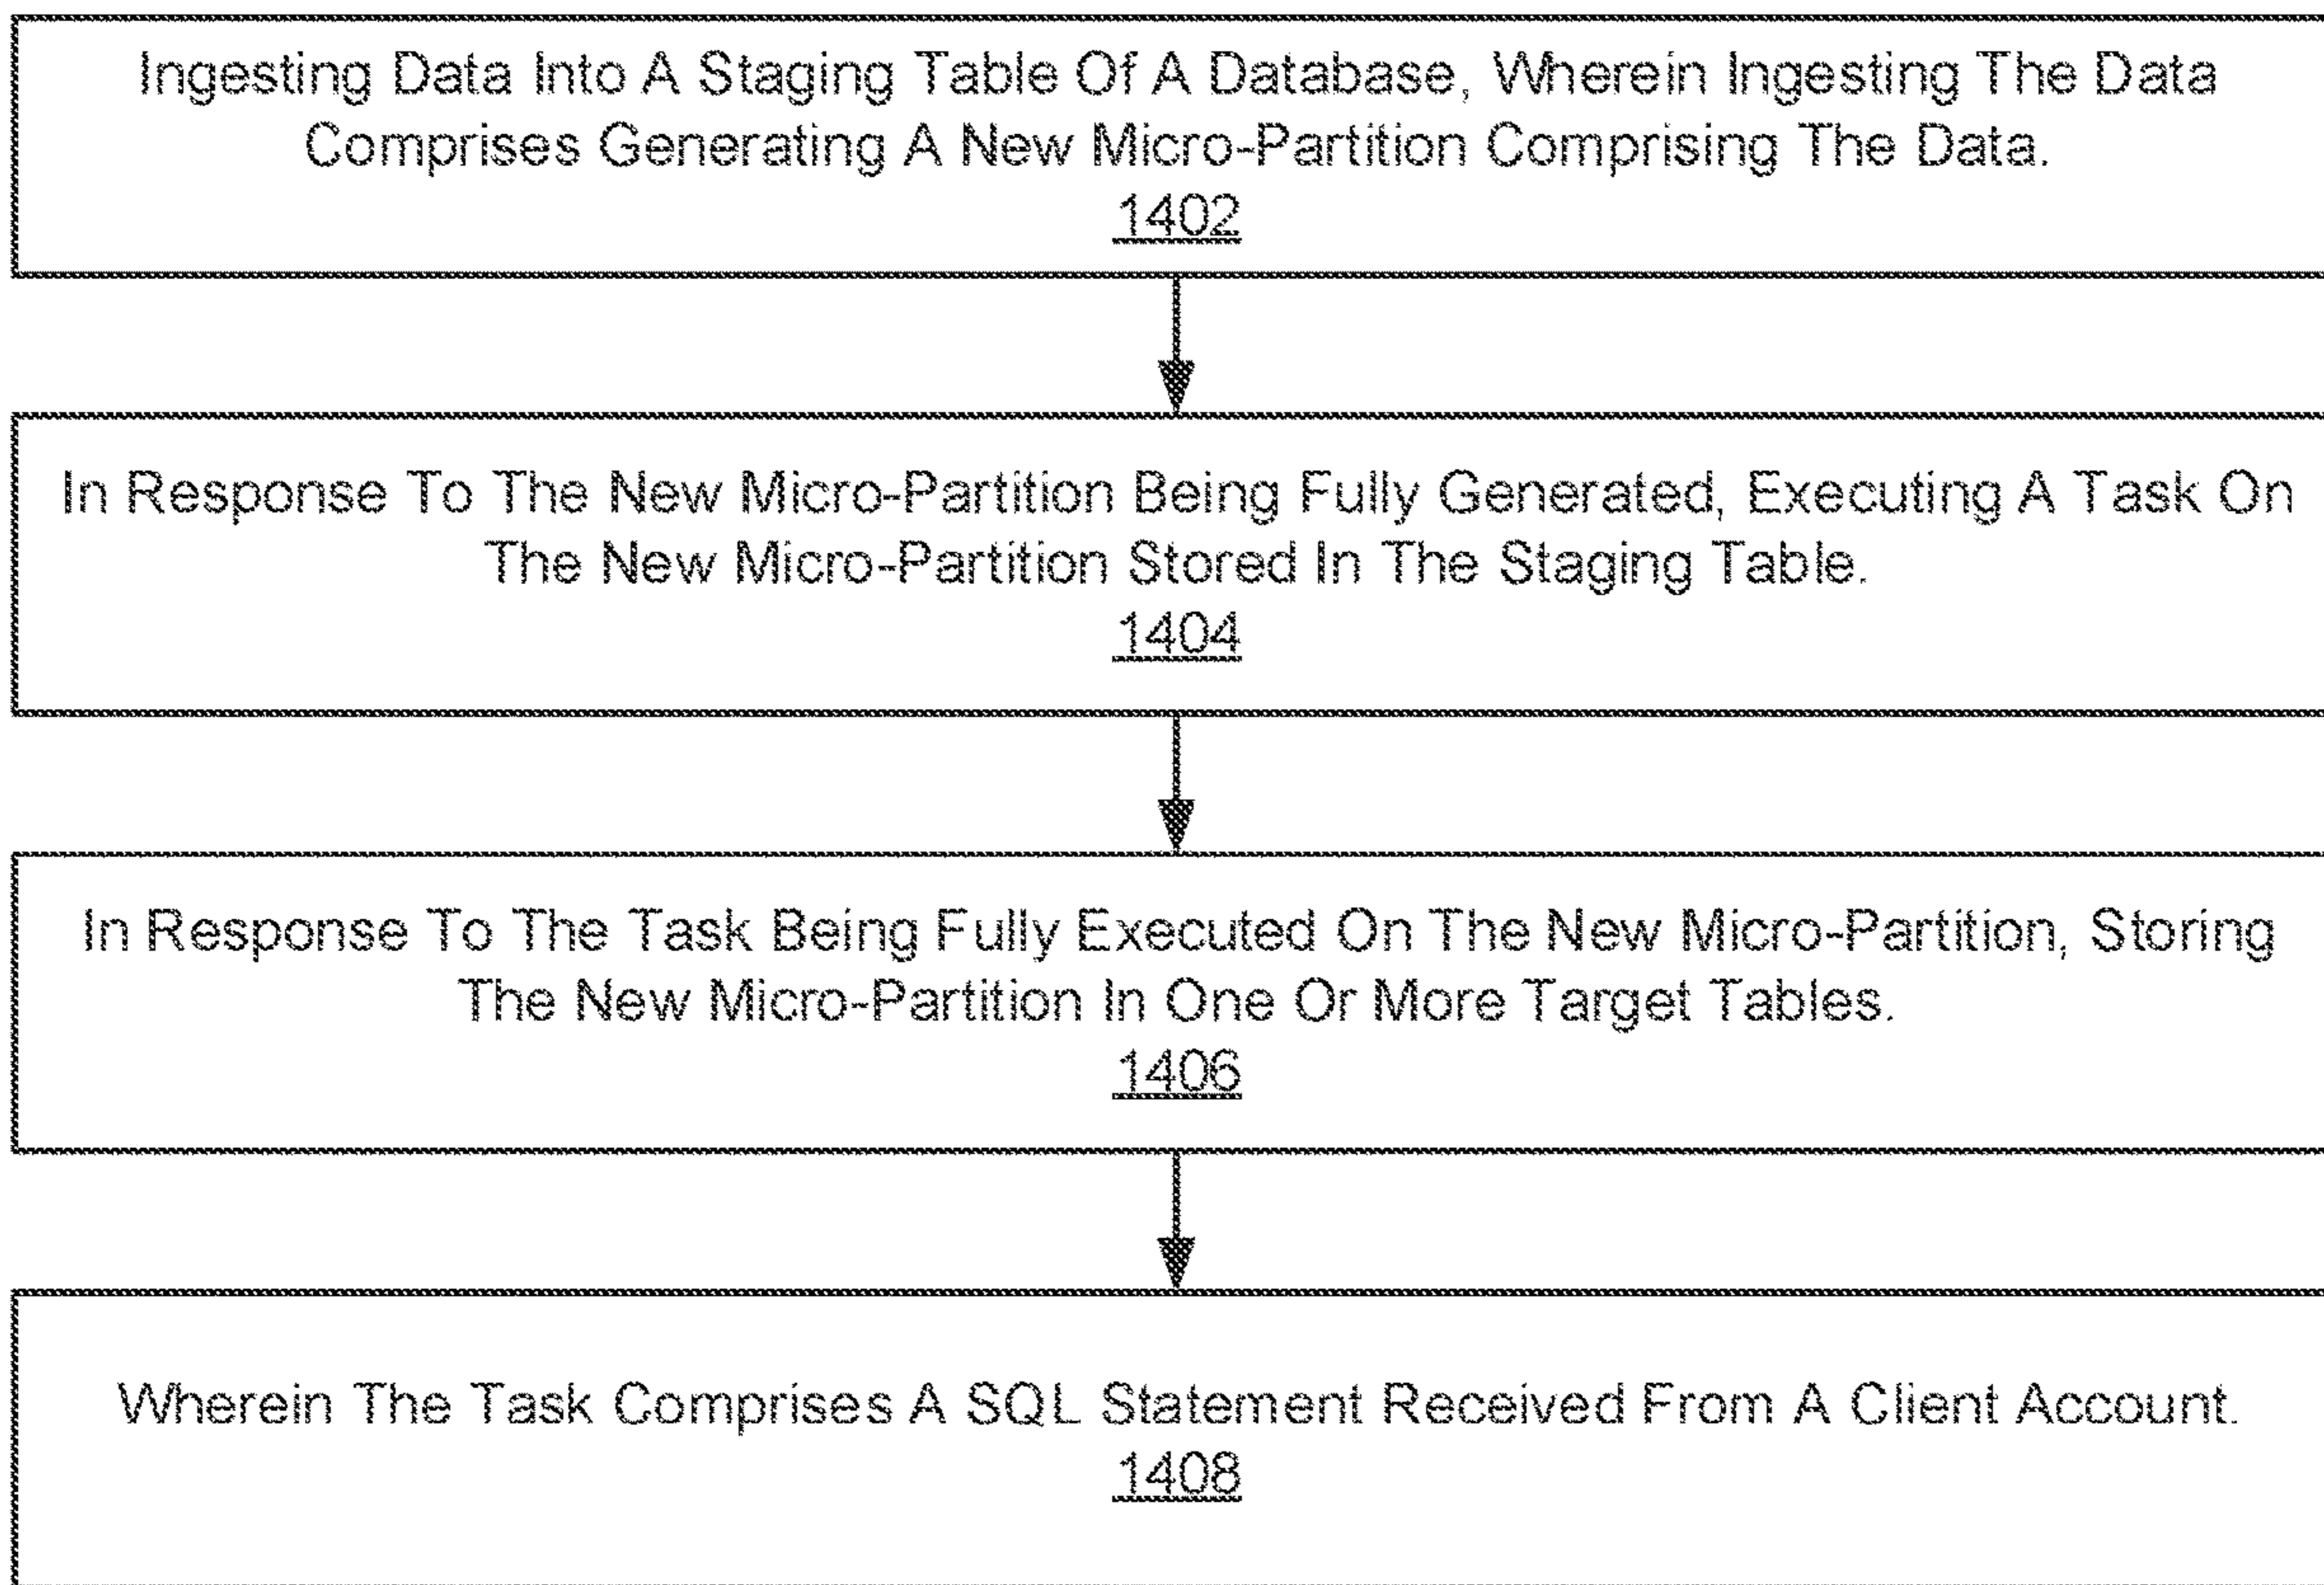 Ingesting Data Into A Staging Table Of A Database, Wherein Ingesting The Data
Comprises Generating A New Micro-Partition Comprising The Data.
1402
In Response To The New Micro-Partition Being Fully Generated, Executing A Task On
The New Micro-Partition Stored In The Staging Table.
1404
In Response To The Task Being Fully Executed On The New Micro-Partition, Storing
The New Micro-Partition In One Or More Target Tables.
1406
Wherein The Task Comprises A SQL Statement Received From A Client Account.
1408